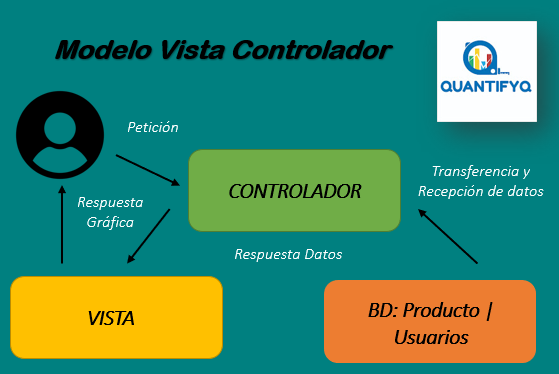 Modelo Vista Controlador
QUANTIFYQ
Petición
CONTROLADOR
Transferencia y
Recepción de datos
Respuesta
Gráfica
Respuesta Datos
VISTA
BD: Producto |
Usuarios